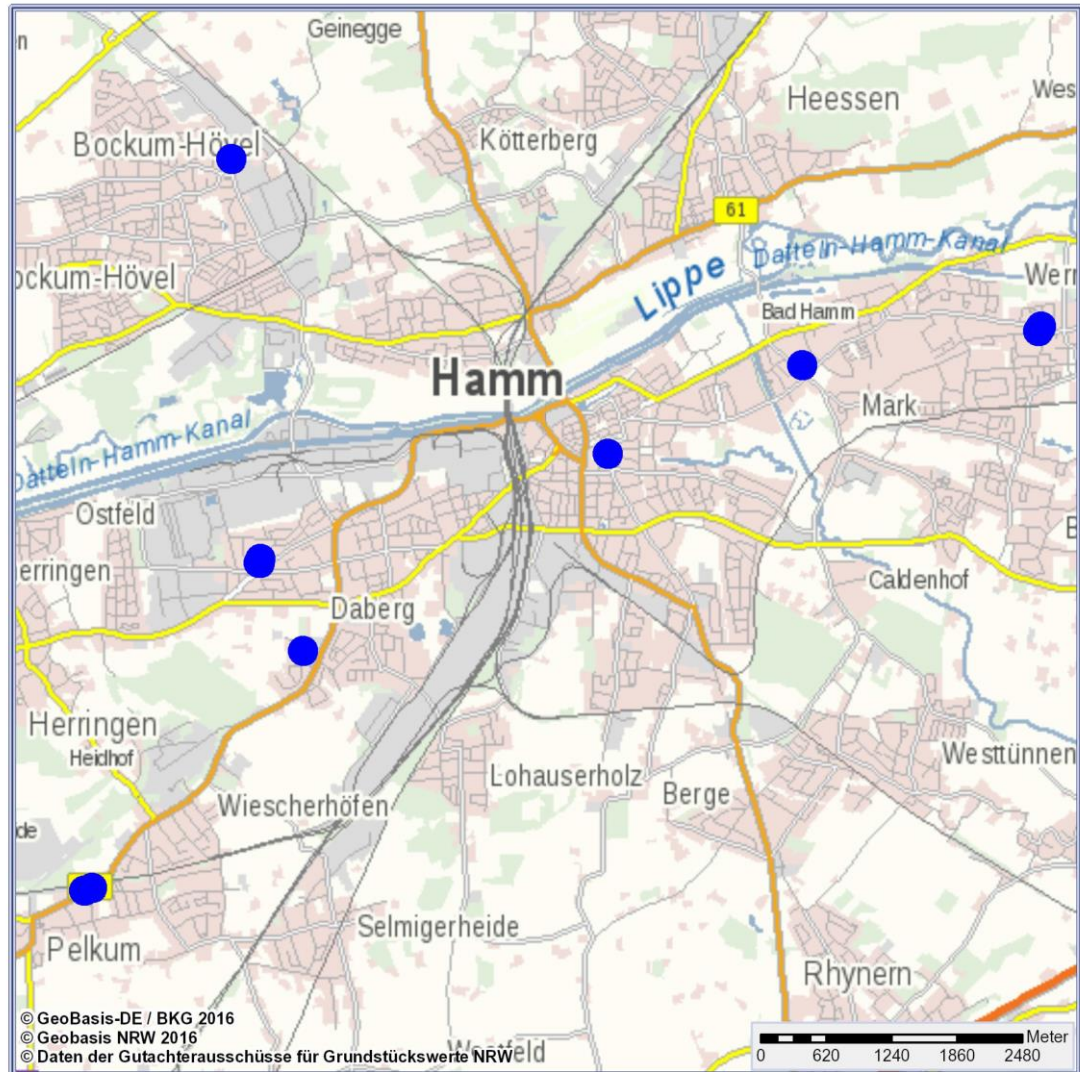 n
Geinegge
Heessen
Wes
Bockum-Hövel
Kötterberg
61
Datteln-Hamm-Kanal
Lippe
ockum-Hövel
Wern
Bad Hamm
Hamm
Mark
Datteln-Hamm-Kanal
Ostfeld
erringen
Caldenhof
Daberg
Herringen
Heidhof
Westtünnen
Lohauserholz
Berge
Wiescherhöfen
de
Selmigerheide
Pelkum
Rhynern
© GeoBasis-DE / BKG 2016
© Geobasis NRW 2016
© Daten der Gutachterausschüsse für Grundstückswerte NRW
Meter
0 620 1240 1860 2480